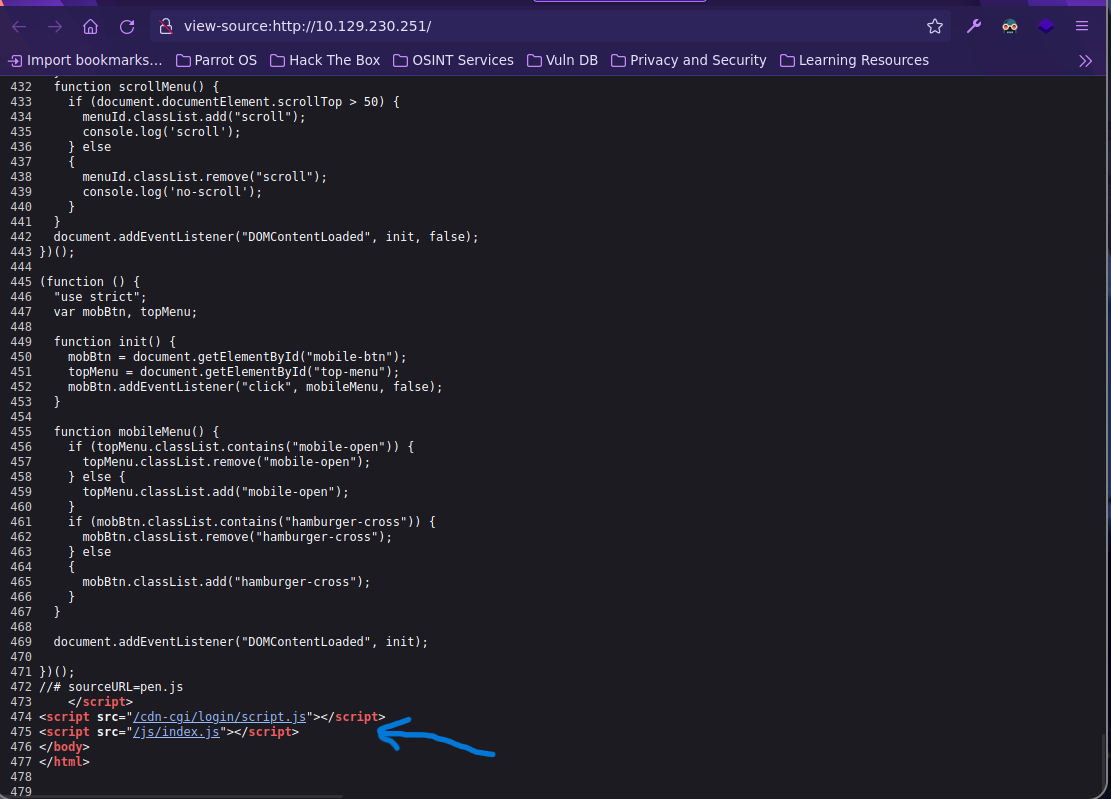 view-source:http://10.129.230.251/
Import bookmarks... Parrot OS Hack The Box OSINT Services Vuln DB Privacy and Security Learning Resources
432   function scrollMenu() {
433     if (document.documentElement.scrollTop > 50) {
434       menuId.classList.add("scroll");
435       console.log('scroll');
436     } else
437     {
438       menuId.classList.remove("scroll");
439       console.log('no-scroll');
440     }
441   }
442   document.addEventListener("DOMContentLoaded", init, false);
443 })();
444
445 (function () {
446   "use strict";
447   var mobBtn, topMenu;
448
449   function init() {
450     mobBtn = document.getElementById("mobile-btn");
451     topMenu = document.getElementById("top-menu");
452     mobBtn.addEventListener("click", mobileMenu, false);
453   }
454
455   function mobileMenu() {
456     if (topMenu.classList.contains("mobile-open")) {
457       topMenu.classList.remove("mobile-open");
458     } else {
459       topMenu.classList.add("mobile-open");
460     }
461     if (mobBtn.classList.contains("hamburger-cross")) {
462       mobBtn.classList.remove("hamburger-cross");
463     } else
464     {
465       mobBtn.classList.add("hamburger-cross");
466     }
467   }
468
469   document.addEventListener("DOMContentLoaded", init);
470
471 })();
472 //# sourceURL=pen.js
473     </script>
474 <script src="/cdn-cgi/login/script.js"></script>
475 <script src="/js/index.js"></script>
476 </body>
477 </html>
478
479